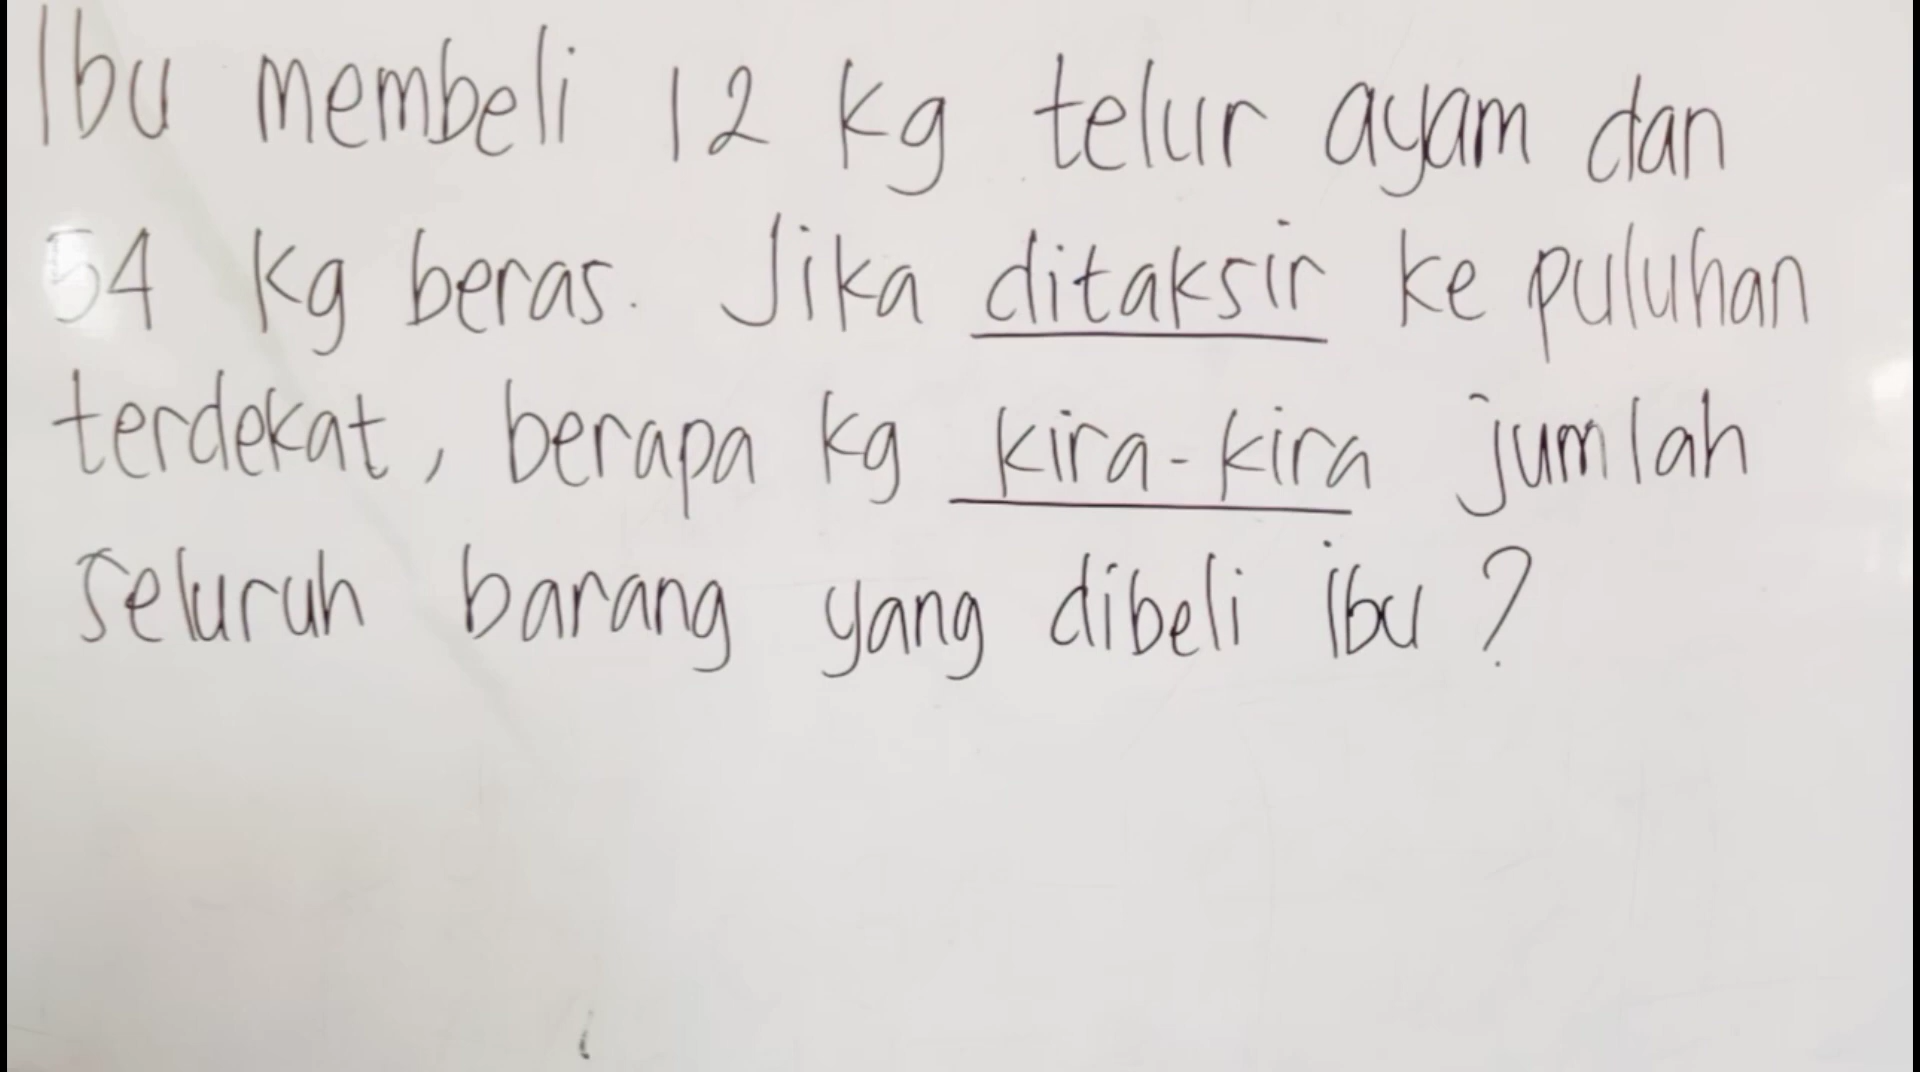 Ibu membeli 12 kg telur ayam dan
54 kg beras. Jika ditaksir ke puluhan
terdekat, berapa kg kira-kira jumlah
seluruh barang yang dibeli ibu?